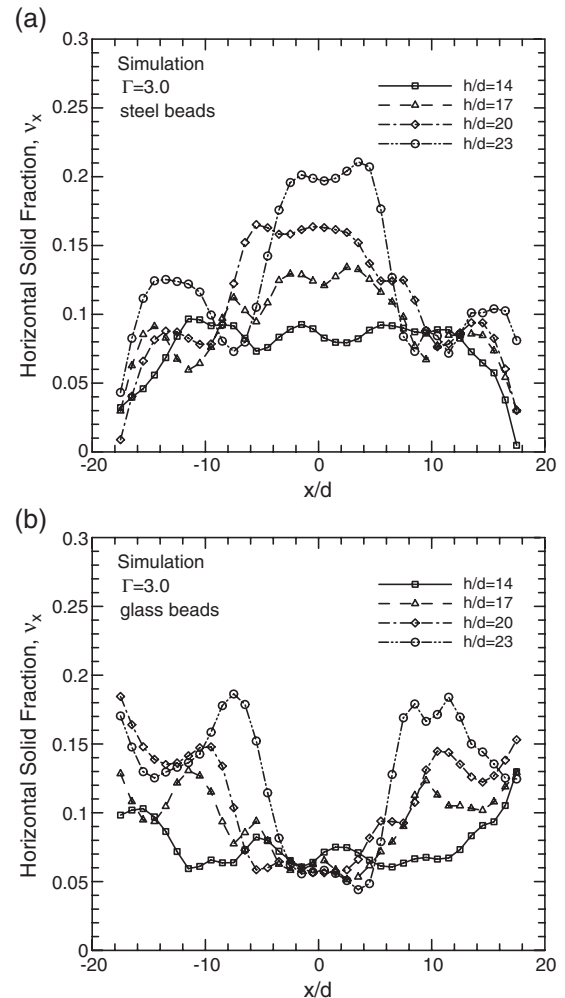 (a)
0.3
0.25
0.2
0.15
0.1
0.05
0
Horizontal Solid Fraction, νx
Simulation
Γ=3.0
steel beads
h/d=14
h/d=17
h/d=20
h/d=23
-20
-10
0
10
20
x/d
(b)
0.3
0.25
0.2
0.15
0.1
0.05
0
Horizontal Solid Fraction, νx
Simulation
Γ=3.0
glass beads
h/d=14
h/d=17
h/d=20
h/d=23
-20
-10
0
10
20
x/d